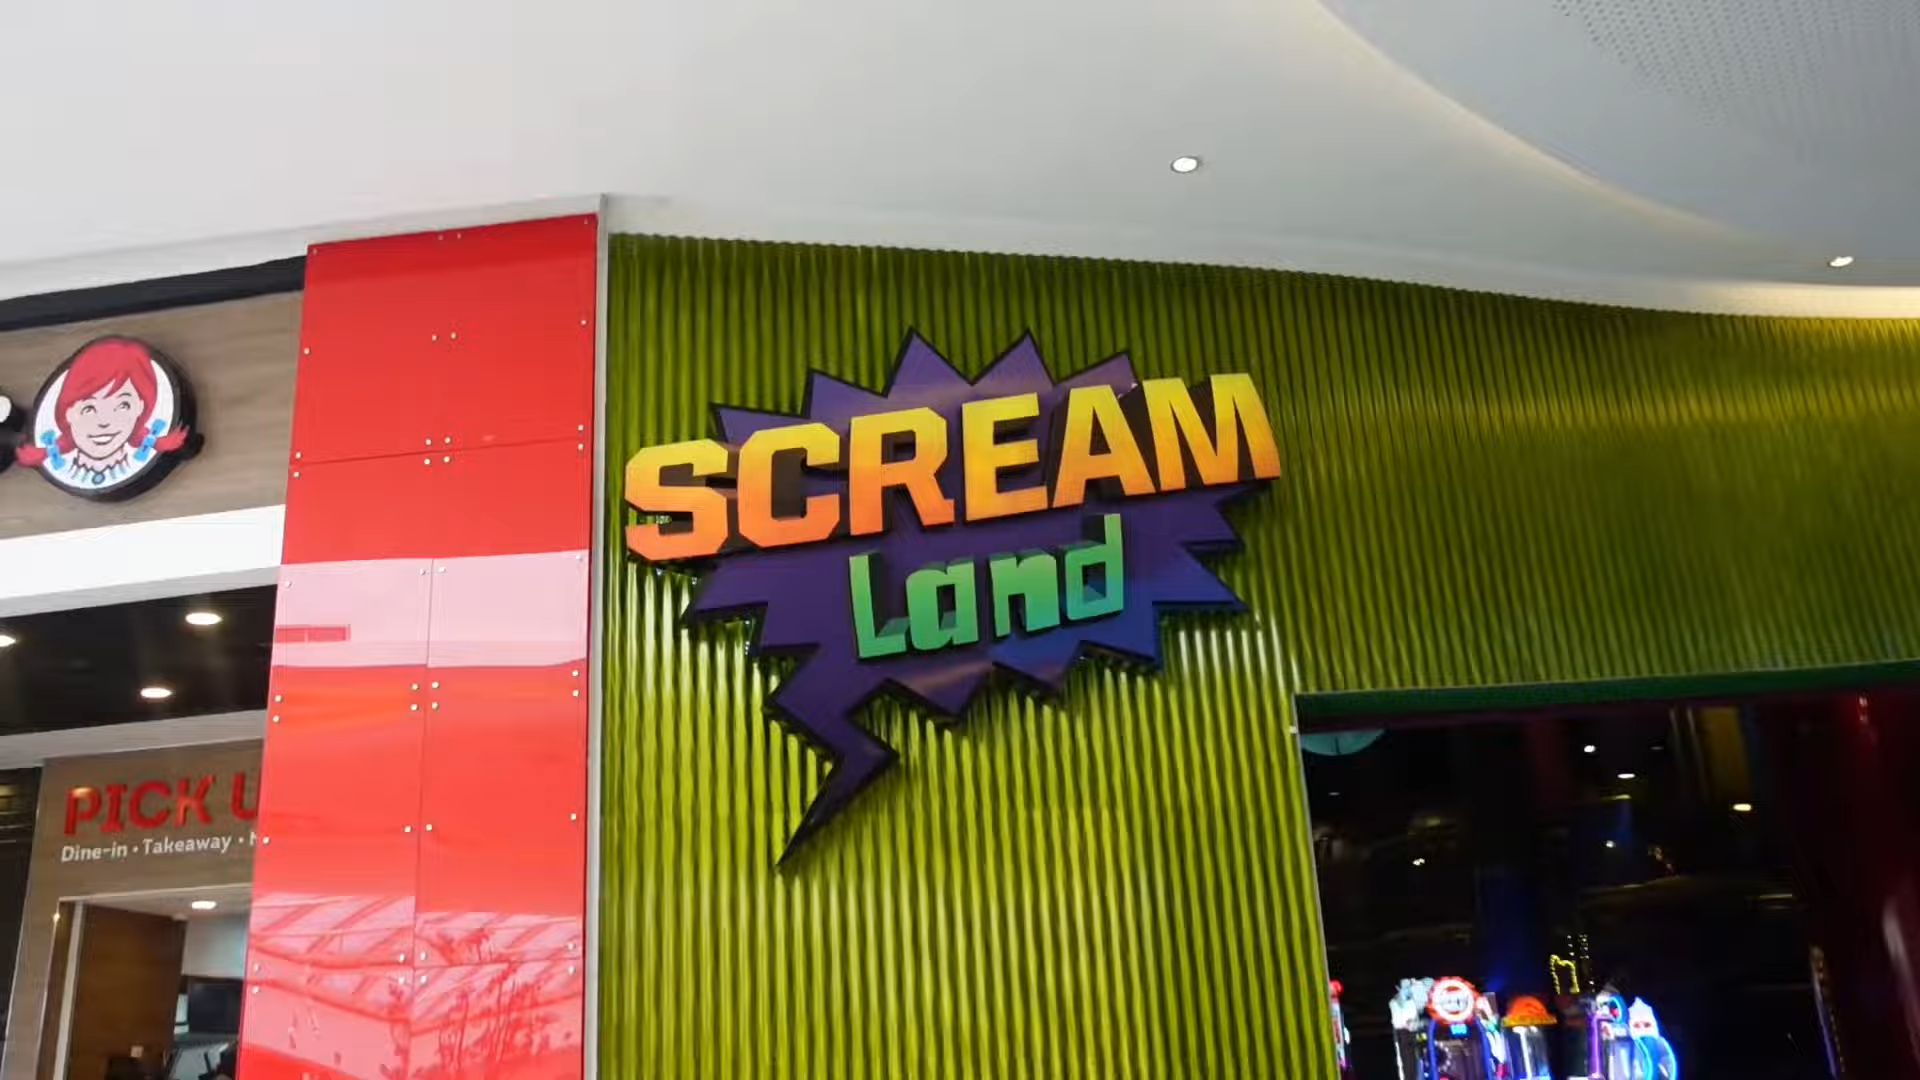 SCREAM
Land
PICK
Dine-in • Takeaway •